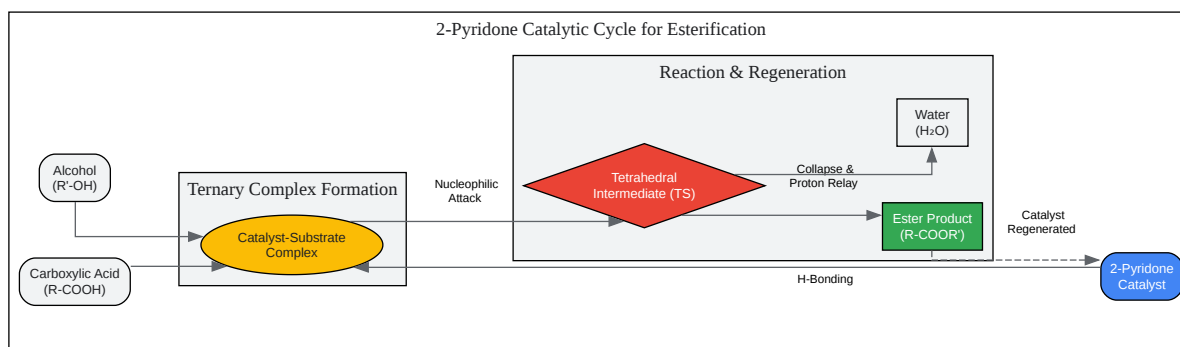 2-Pyridone Catalytic Cycle for Esterification
Reaction & Regeneration
Water
(H₂O)
Alcohol
(R'-OH)
Ternary Complex Formation
Nucleophilic
Attack
Tetrahedral
Intermediate (TS)
Collapse &
Proton Relay
Catalyst-Substrate
Complex
Ester Product
(R-COOR')
Catalyst
Regenerated
Carboxylic Acid
(R-COOH)
H-Bonding
2-Pyridone
Catalyst